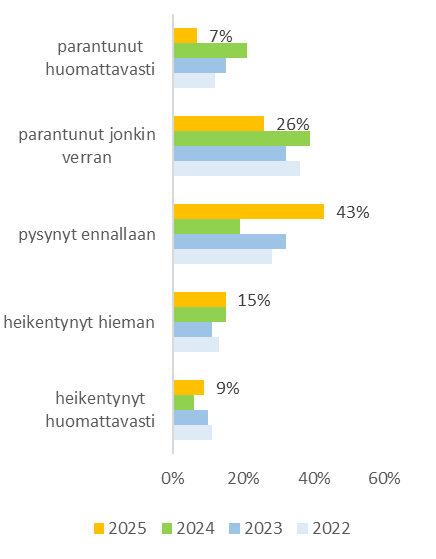 parantunut
huomattavasti
7%
parantunut jonkin
verran
26%
pysynyt ennallaan
43%
heikentynyt hieman
15%
heikentynyt
huomattavasti
9%
0% 20% 40% 60%
2025 2024 2023 2022